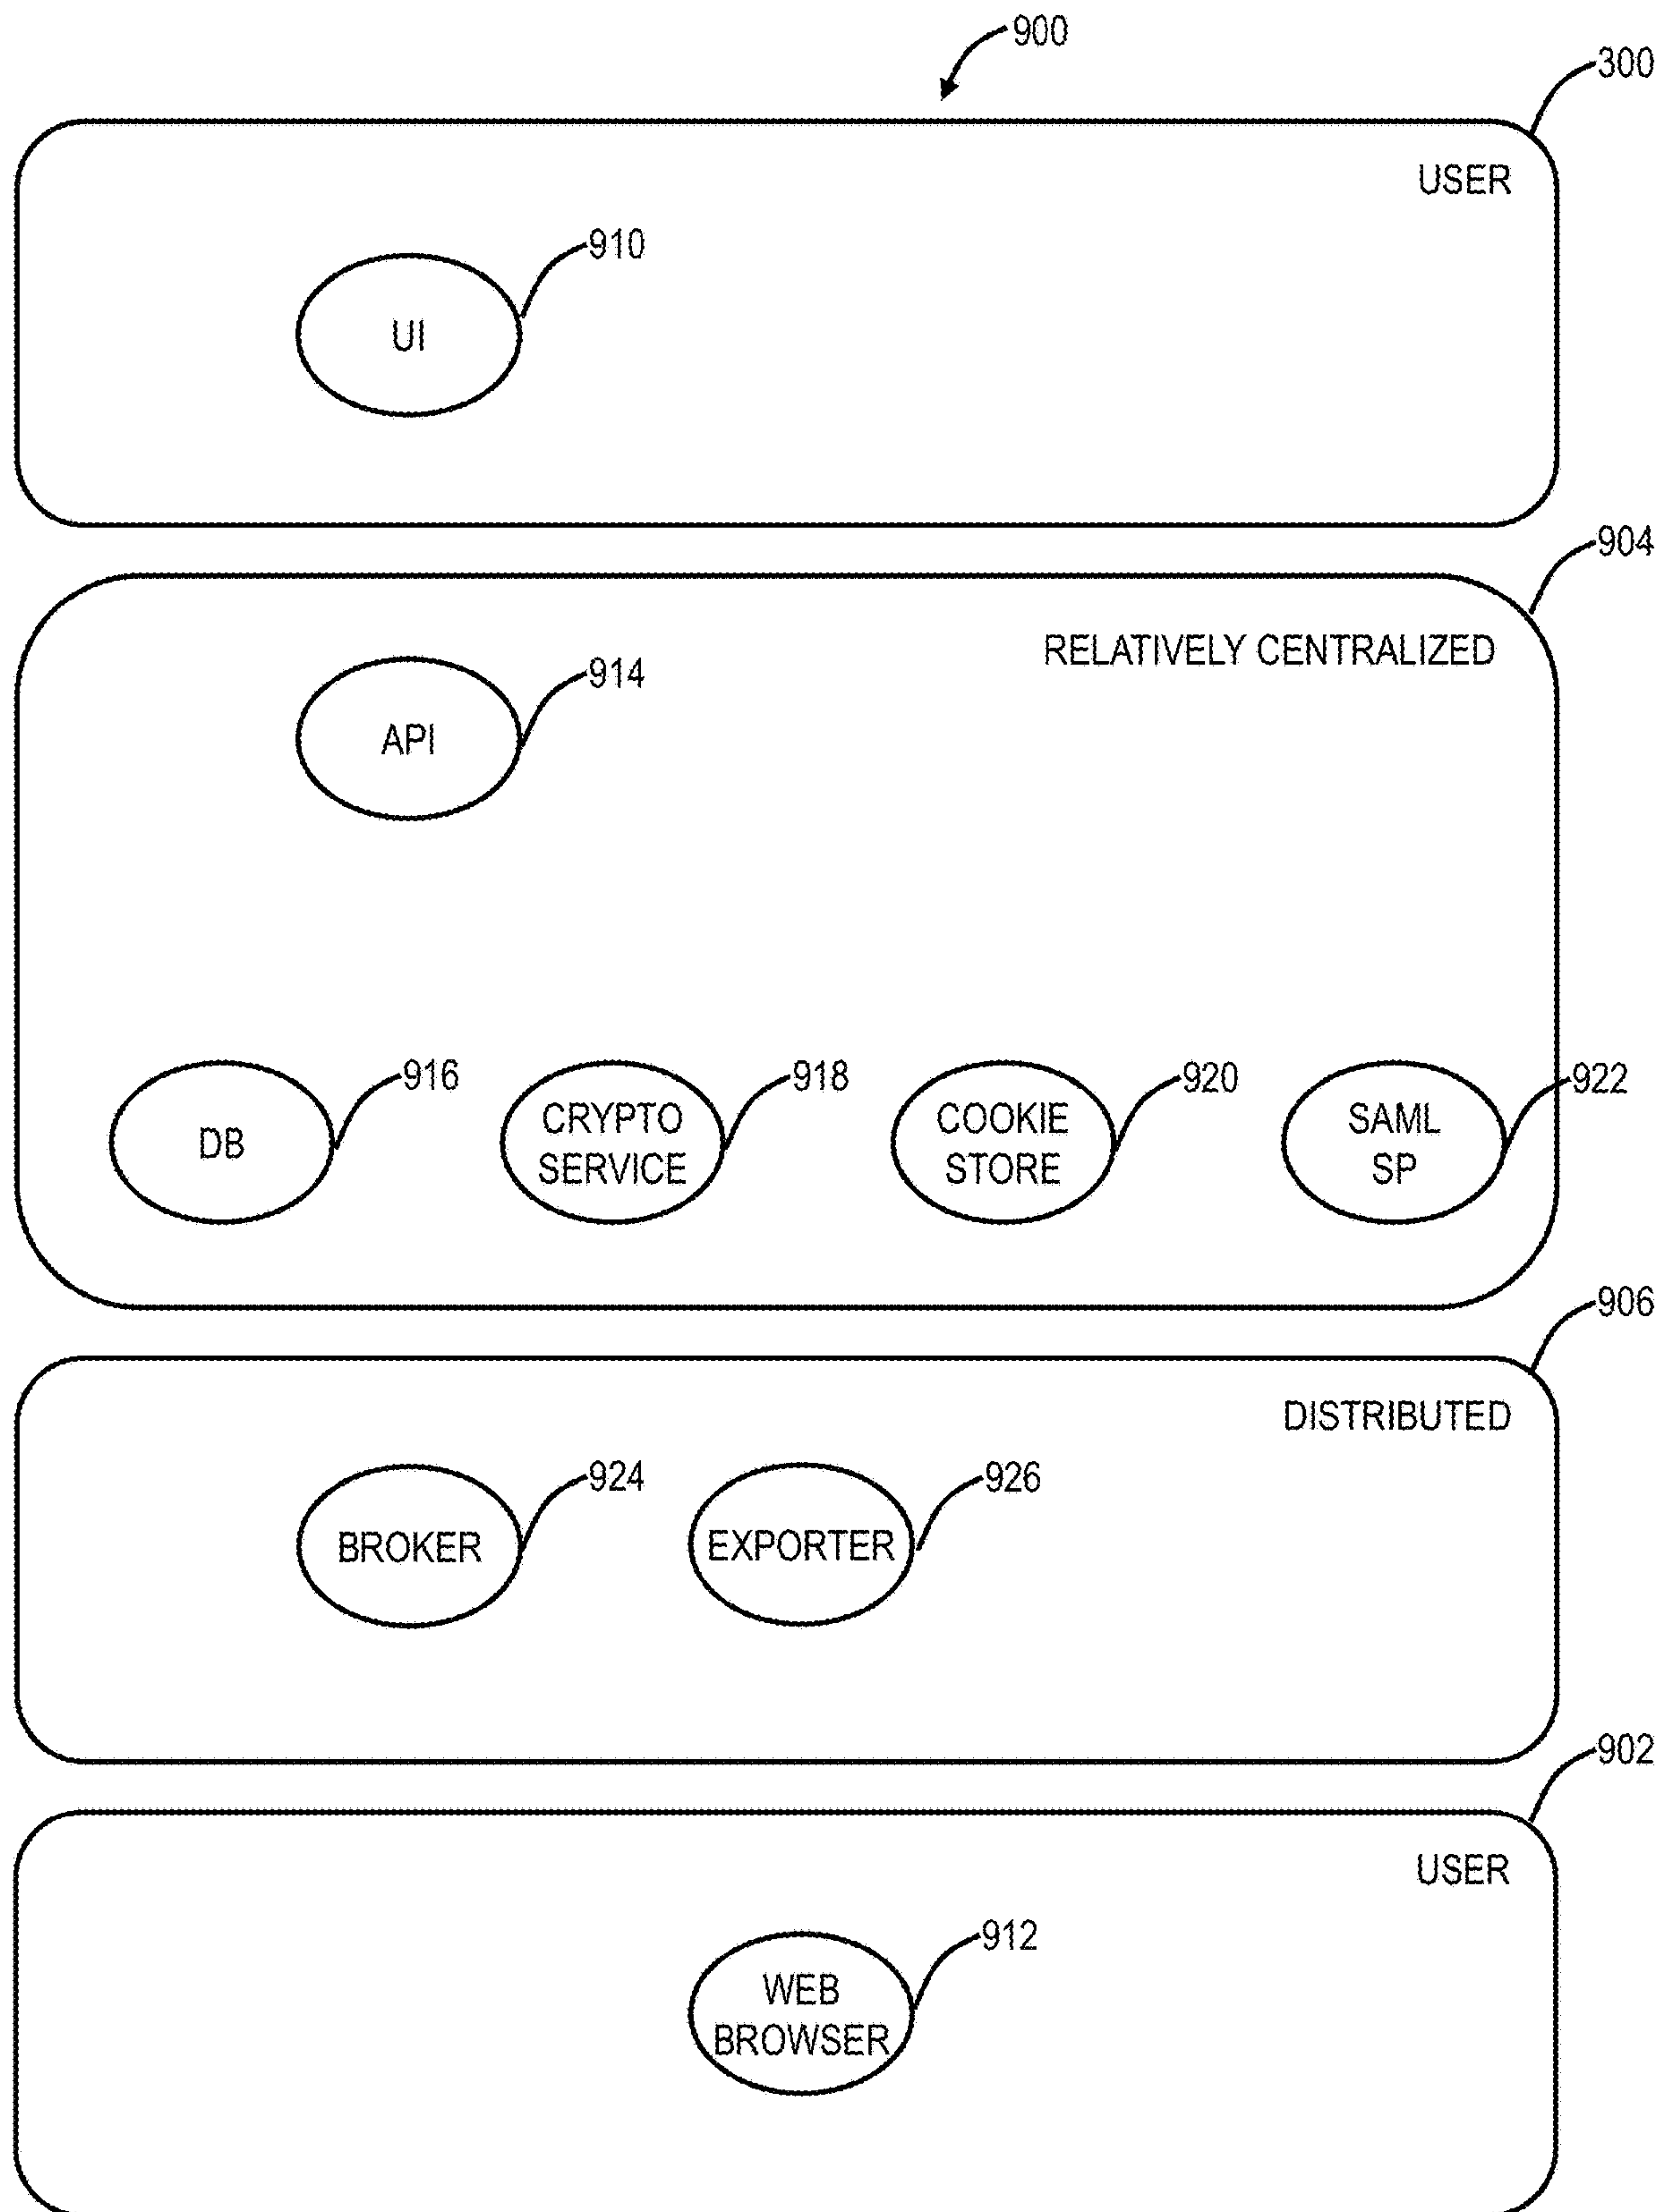 900
300
USER
910
UI
904
RELATIVELY CENTRALIZED
914
API
916
918
920
922
DB
CRYPTO
SERVICE
COOKIE
STORE
SAML
SP
906
DISTRIBUTED
924
926
BROKER
EXPORTER
902
USER
912
WEB
BROWSER